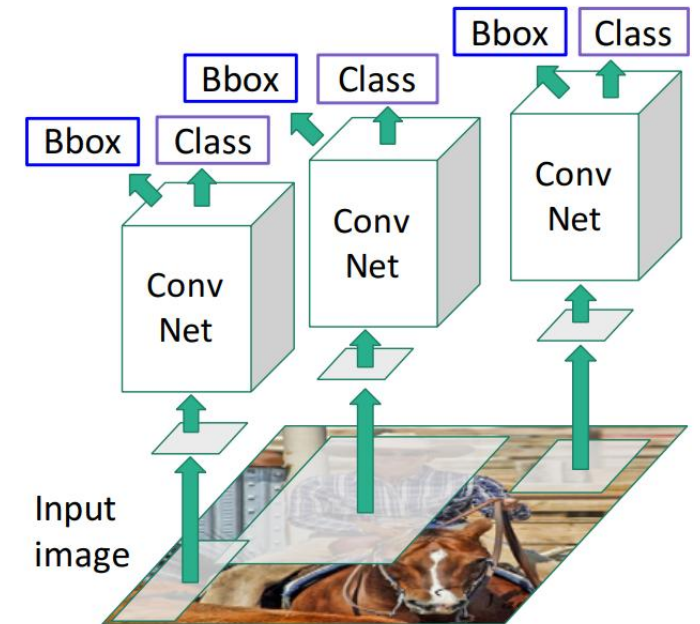 Bbox Class
Bbox Class
Bbox Class
Conv
Net
Conv
Net
Conv
Net
Input
image